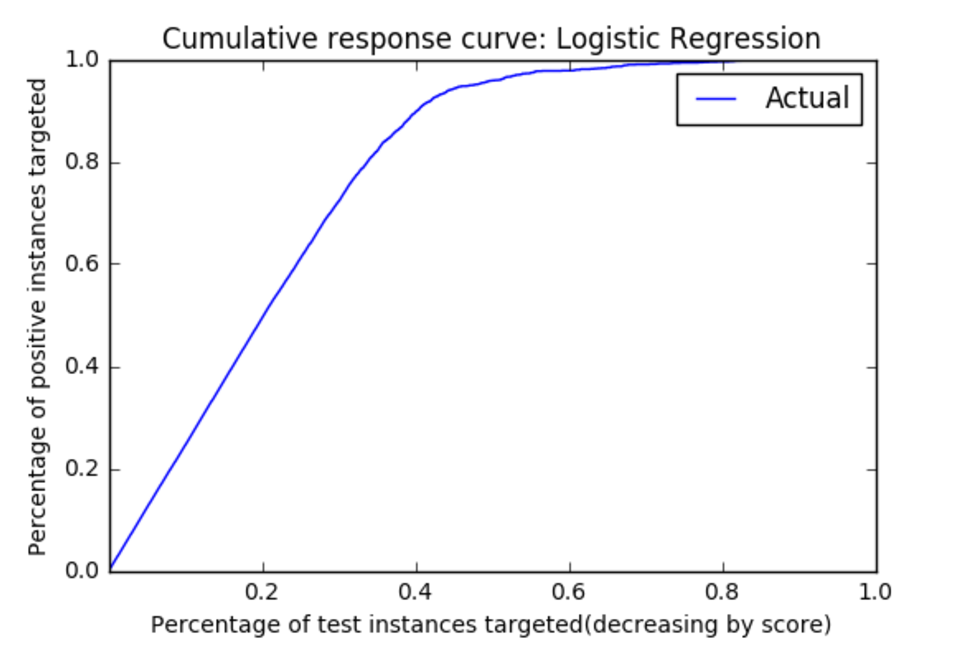 Cumulative response curve: Logistic Regression
1.0
Actual
0.8
0.6
0.4
0.2
0.0
Percentage of positive instances targeted
0.2 0.4 0.6 0.8 1.0
Percentage of test instances targeted(decreasing by score)